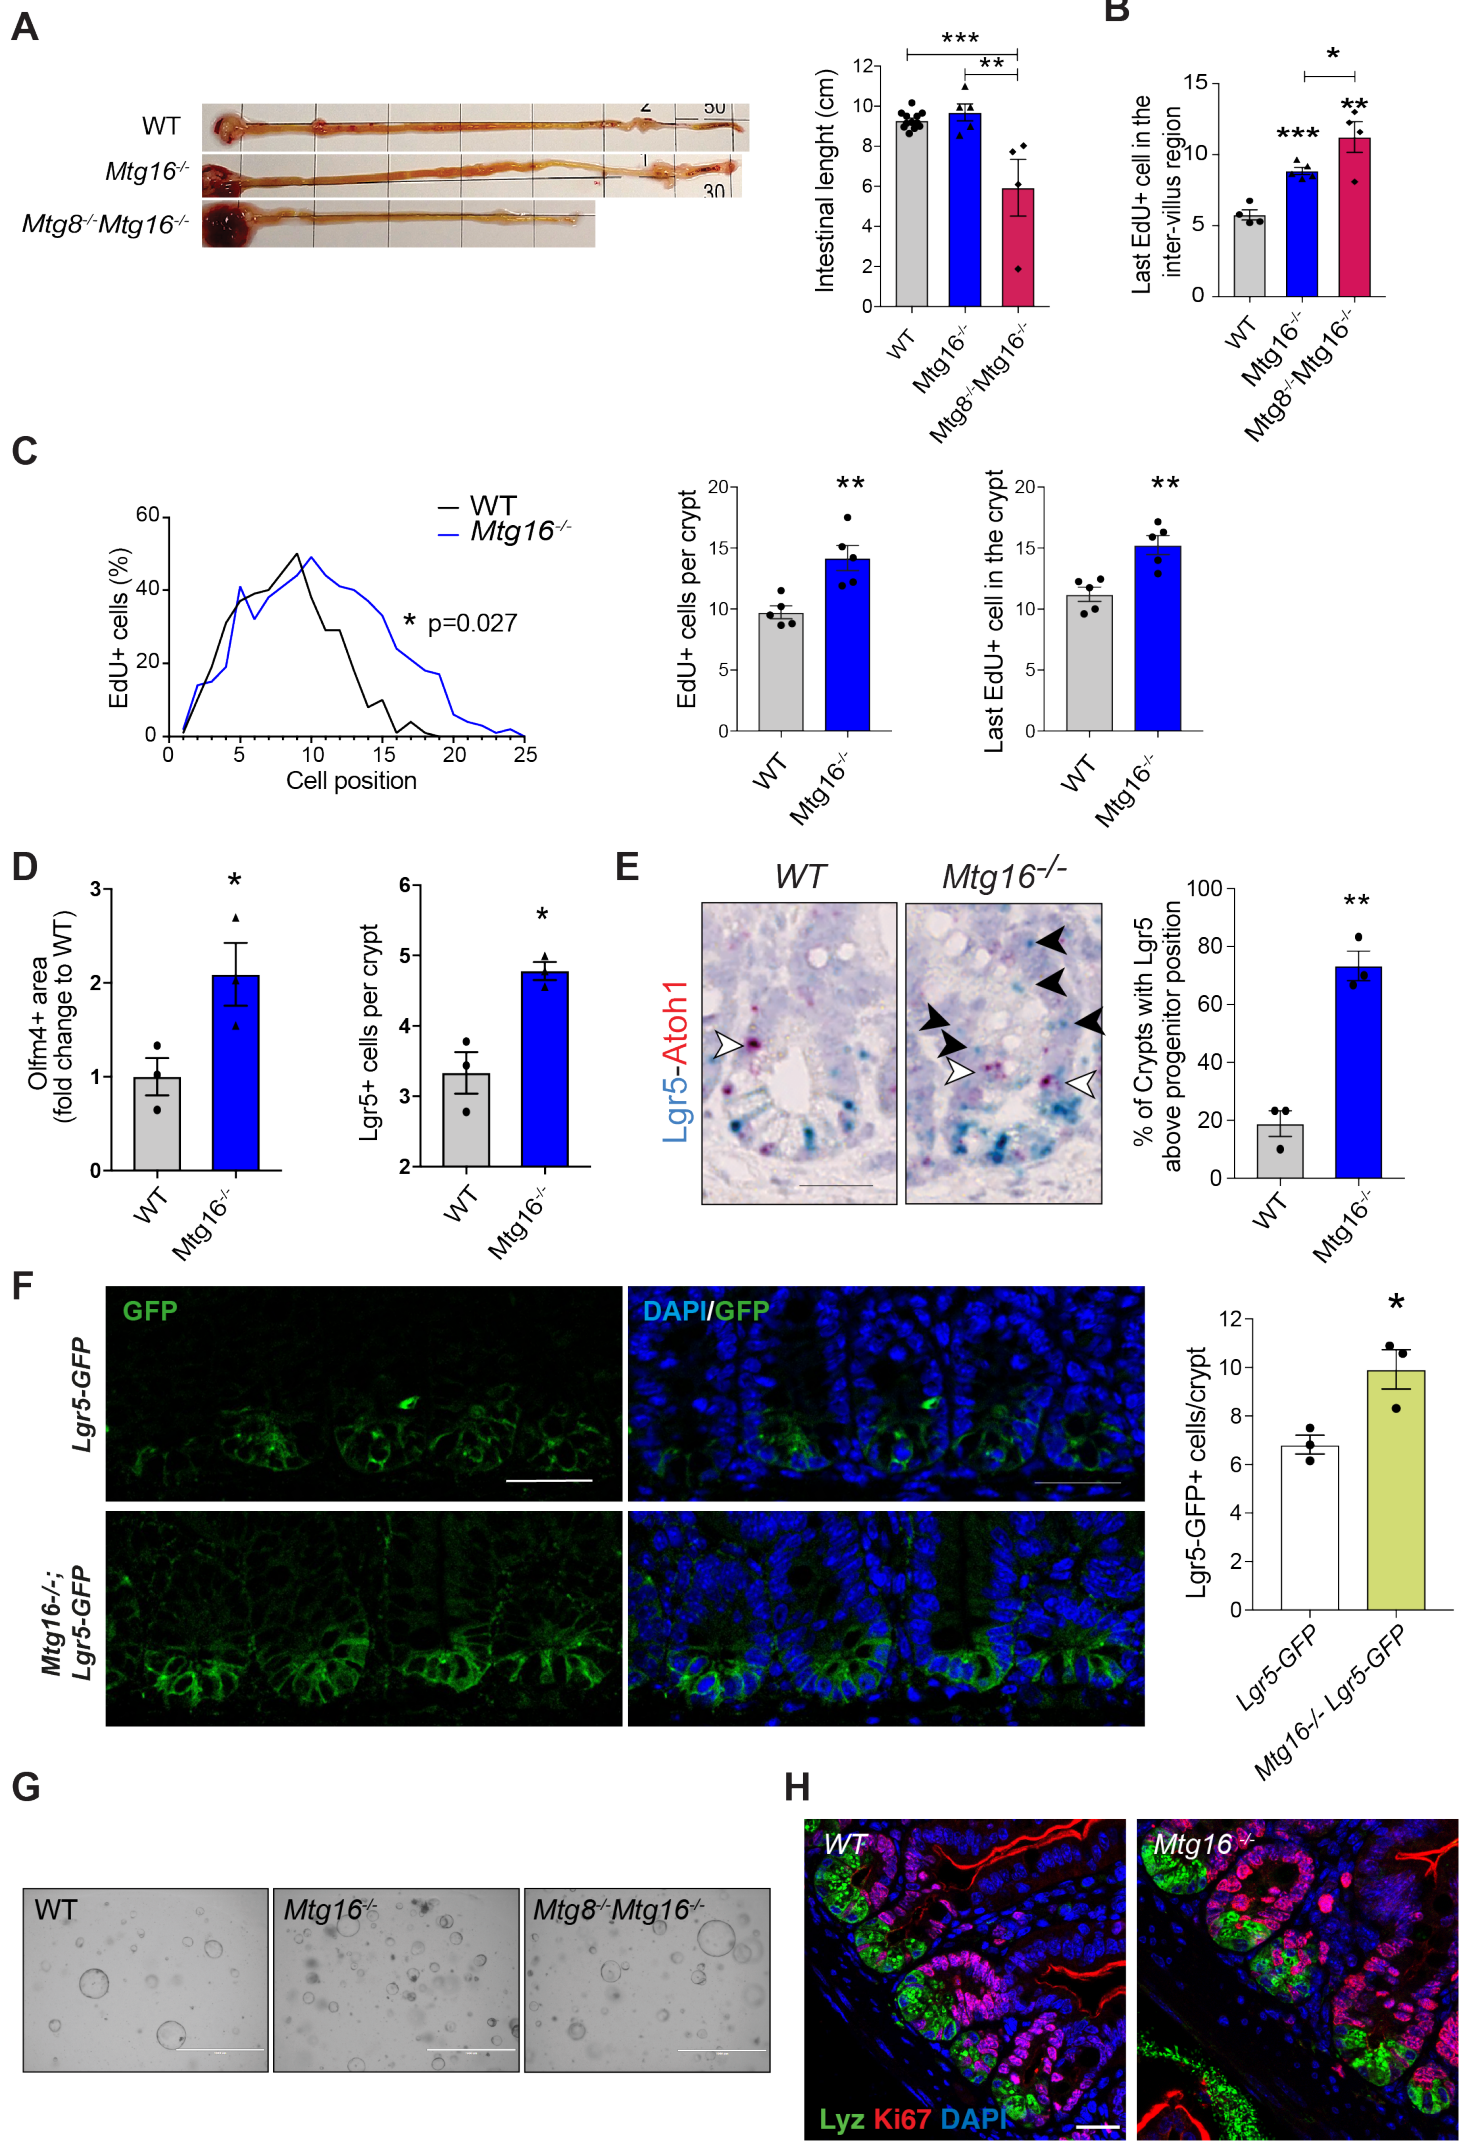 A
WT
Mtg16-/-
Mtg8-/-Mtg16-/-
2
50
1
30
***
**
Intestinal lenght (cm)
12
10
8
6
4
2
0
WT
Mtg16-/-
Mtg8-/-Mtg16-/-
B
*
**
***
Last EdU+ cell in the
inter-villus region
15
10
5
0
WT
Mtg16-/-
Mtg8-/-Mtg16-/-
C
WT
Mtg16-/-
* p=0.027
EdU+ cells (%)
60
40
20
0
0 5 10 15 20 25
Cell position
**
EdU+ cells per crypt
20
15
10
5
0
WT
Mtg16-/-
**
Last EdU+ cell in the crypt
20
15
10
5
0
WT
Mtg16-/-
D
*
Olfm4+ area
(fold change to WT)
3
2
1
0
WT
Mtg16-/-
*
Lgr5+ cells per crypt
6
5
4
3
2
WT
Mtg16-/-
E
WT
Mtg16-/-
Lgr5-Atoh1
**
% of Crypts with Lgr5
above progenitor position
100
80
60
40
20
0
WT
Mtg16-/-
F
GFP
DAPI/GFP
Lgr5-GFP
Mtg16-/-;
Lgr5-GFP
*
Lgr5-GFP+ cells/crypt
12
10
8
6
4
2
0
Lgr5-GFP
Mtg16-/- Lgr5-GFP
G
WT
Mtg16-/-
Mtg8-/-Mtg16-/-
H
WT
Mtg16 -/-
Lyz Ki67 DAPI